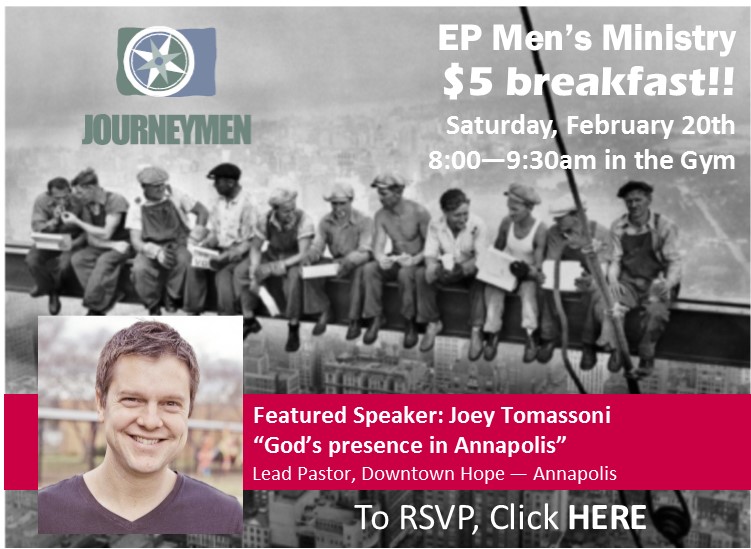 JOURNEYMEN
EP Men's Ministry
$5 breakfast!!
Saturday, February 20th
8:00—9:30am in the Gym
Featured Speaker: Joey Tomassoni
“God’s presence in Annapolis”
Lead Pastor, Downtown Hope — Annapolis
To RSVP, Click HERE